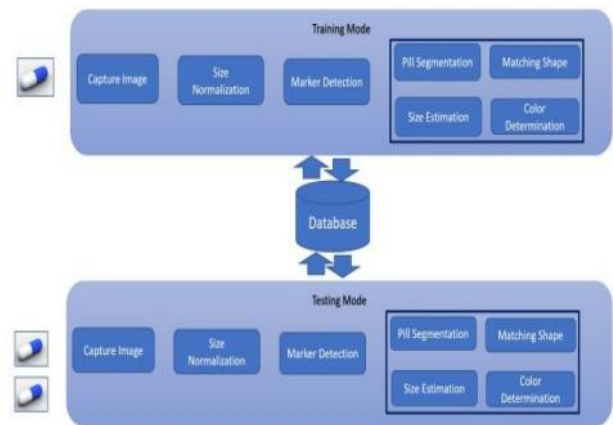 Training Mode
Capture Image
Size
Normalization
Marker Detection
Pill Segmentation
Matching Shape
Size Estimation
Color
Determination
Database
Testing Mode
Capture Image
Size
Normalization
Marker Detection
Pill Segmentation
Matching Shape
Size Estimation
Color
Determination